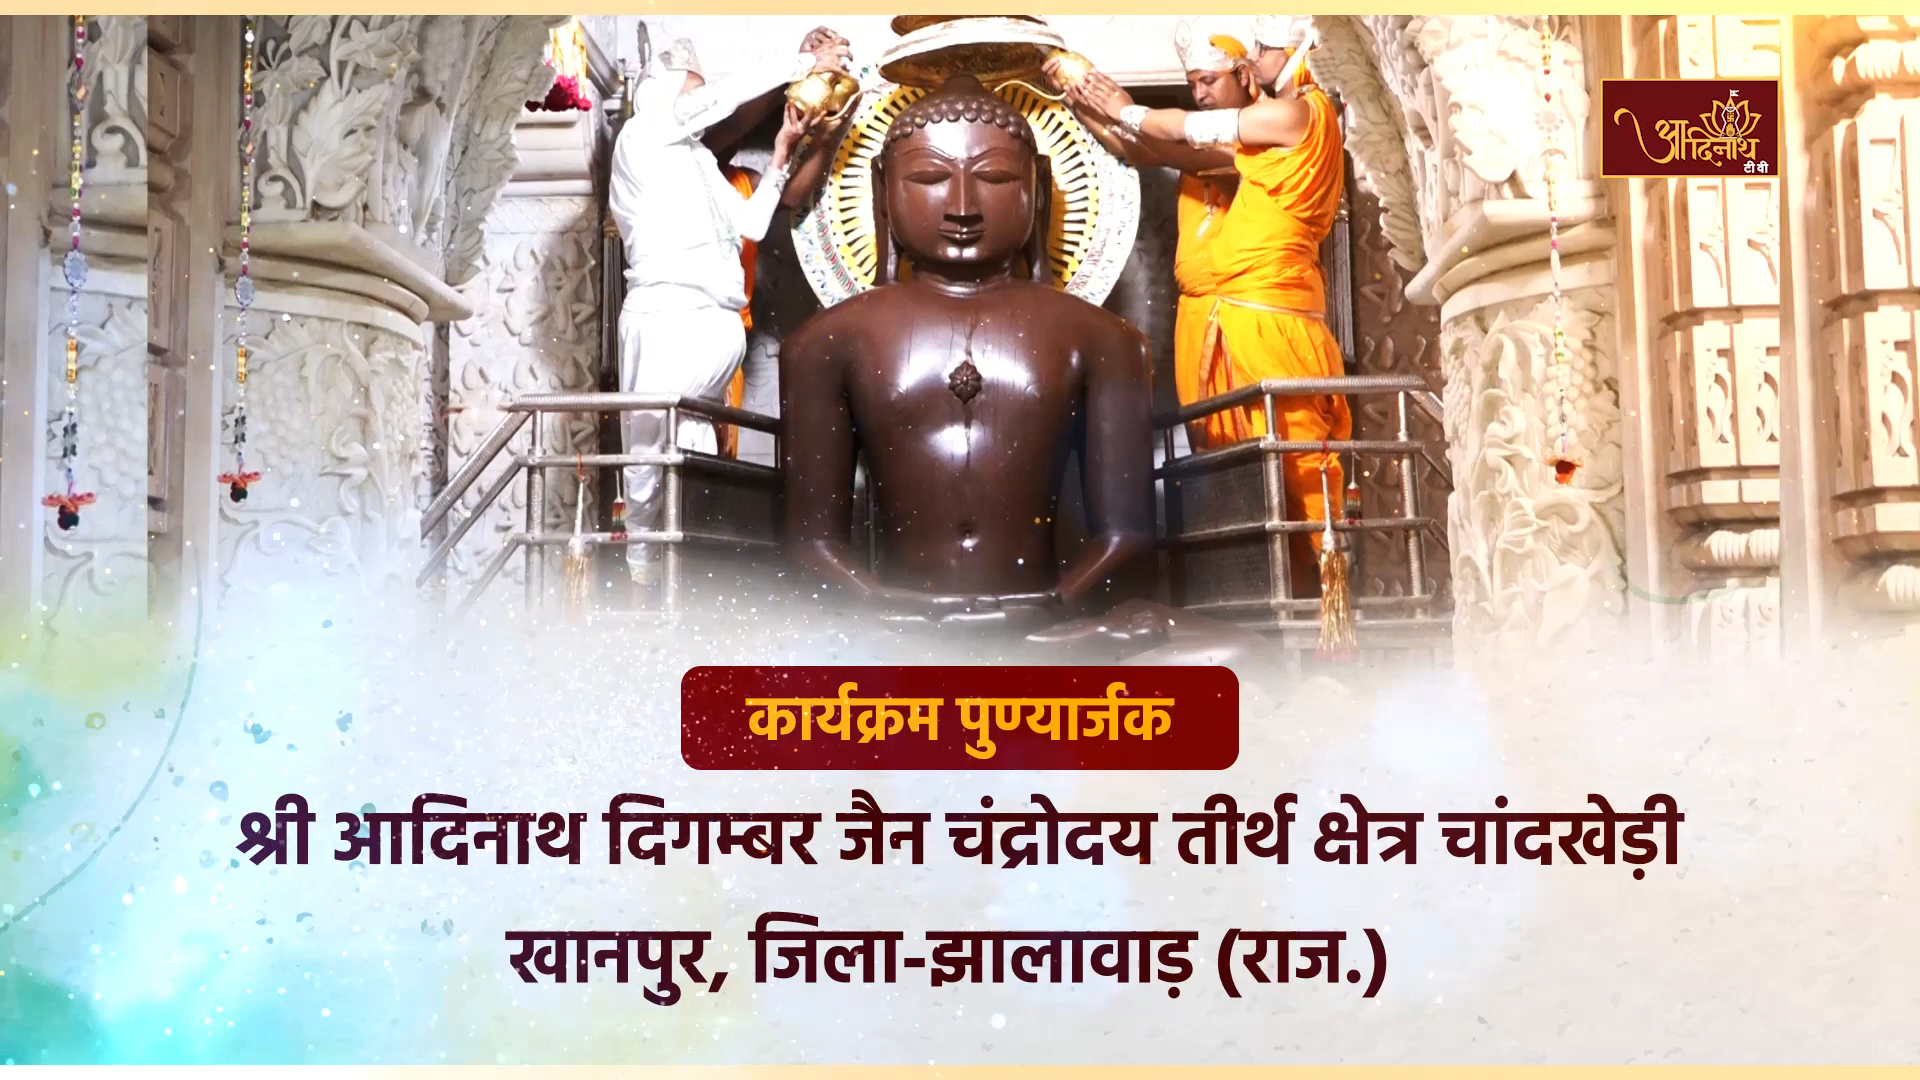 आदिनाथ
टी वी
कार्यक्रम पुण्यार्जक
श्री आदिनाथ दिगम्बर जैन चंद्रोदय तीर्थ क्षेत्र चांदखेड़ी
खानपुर, जिला-झालावाड़ (राज.)